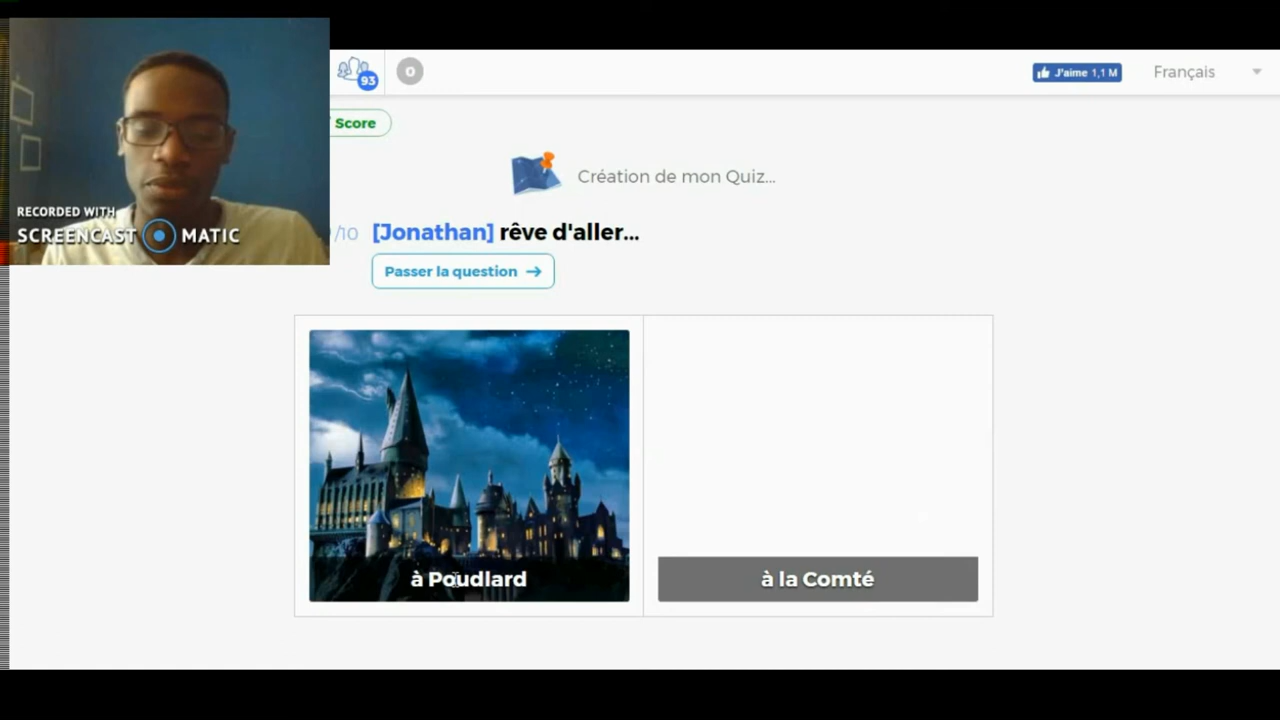 93
O
J'aime 1,1 M
Français
Score
Création de mon Quiz...
RECORDED WITH
SCREENCAST MATIC
/10
[Jonathan] rêve d'aller...
Passer la question →
à Poudlard
à la Comté